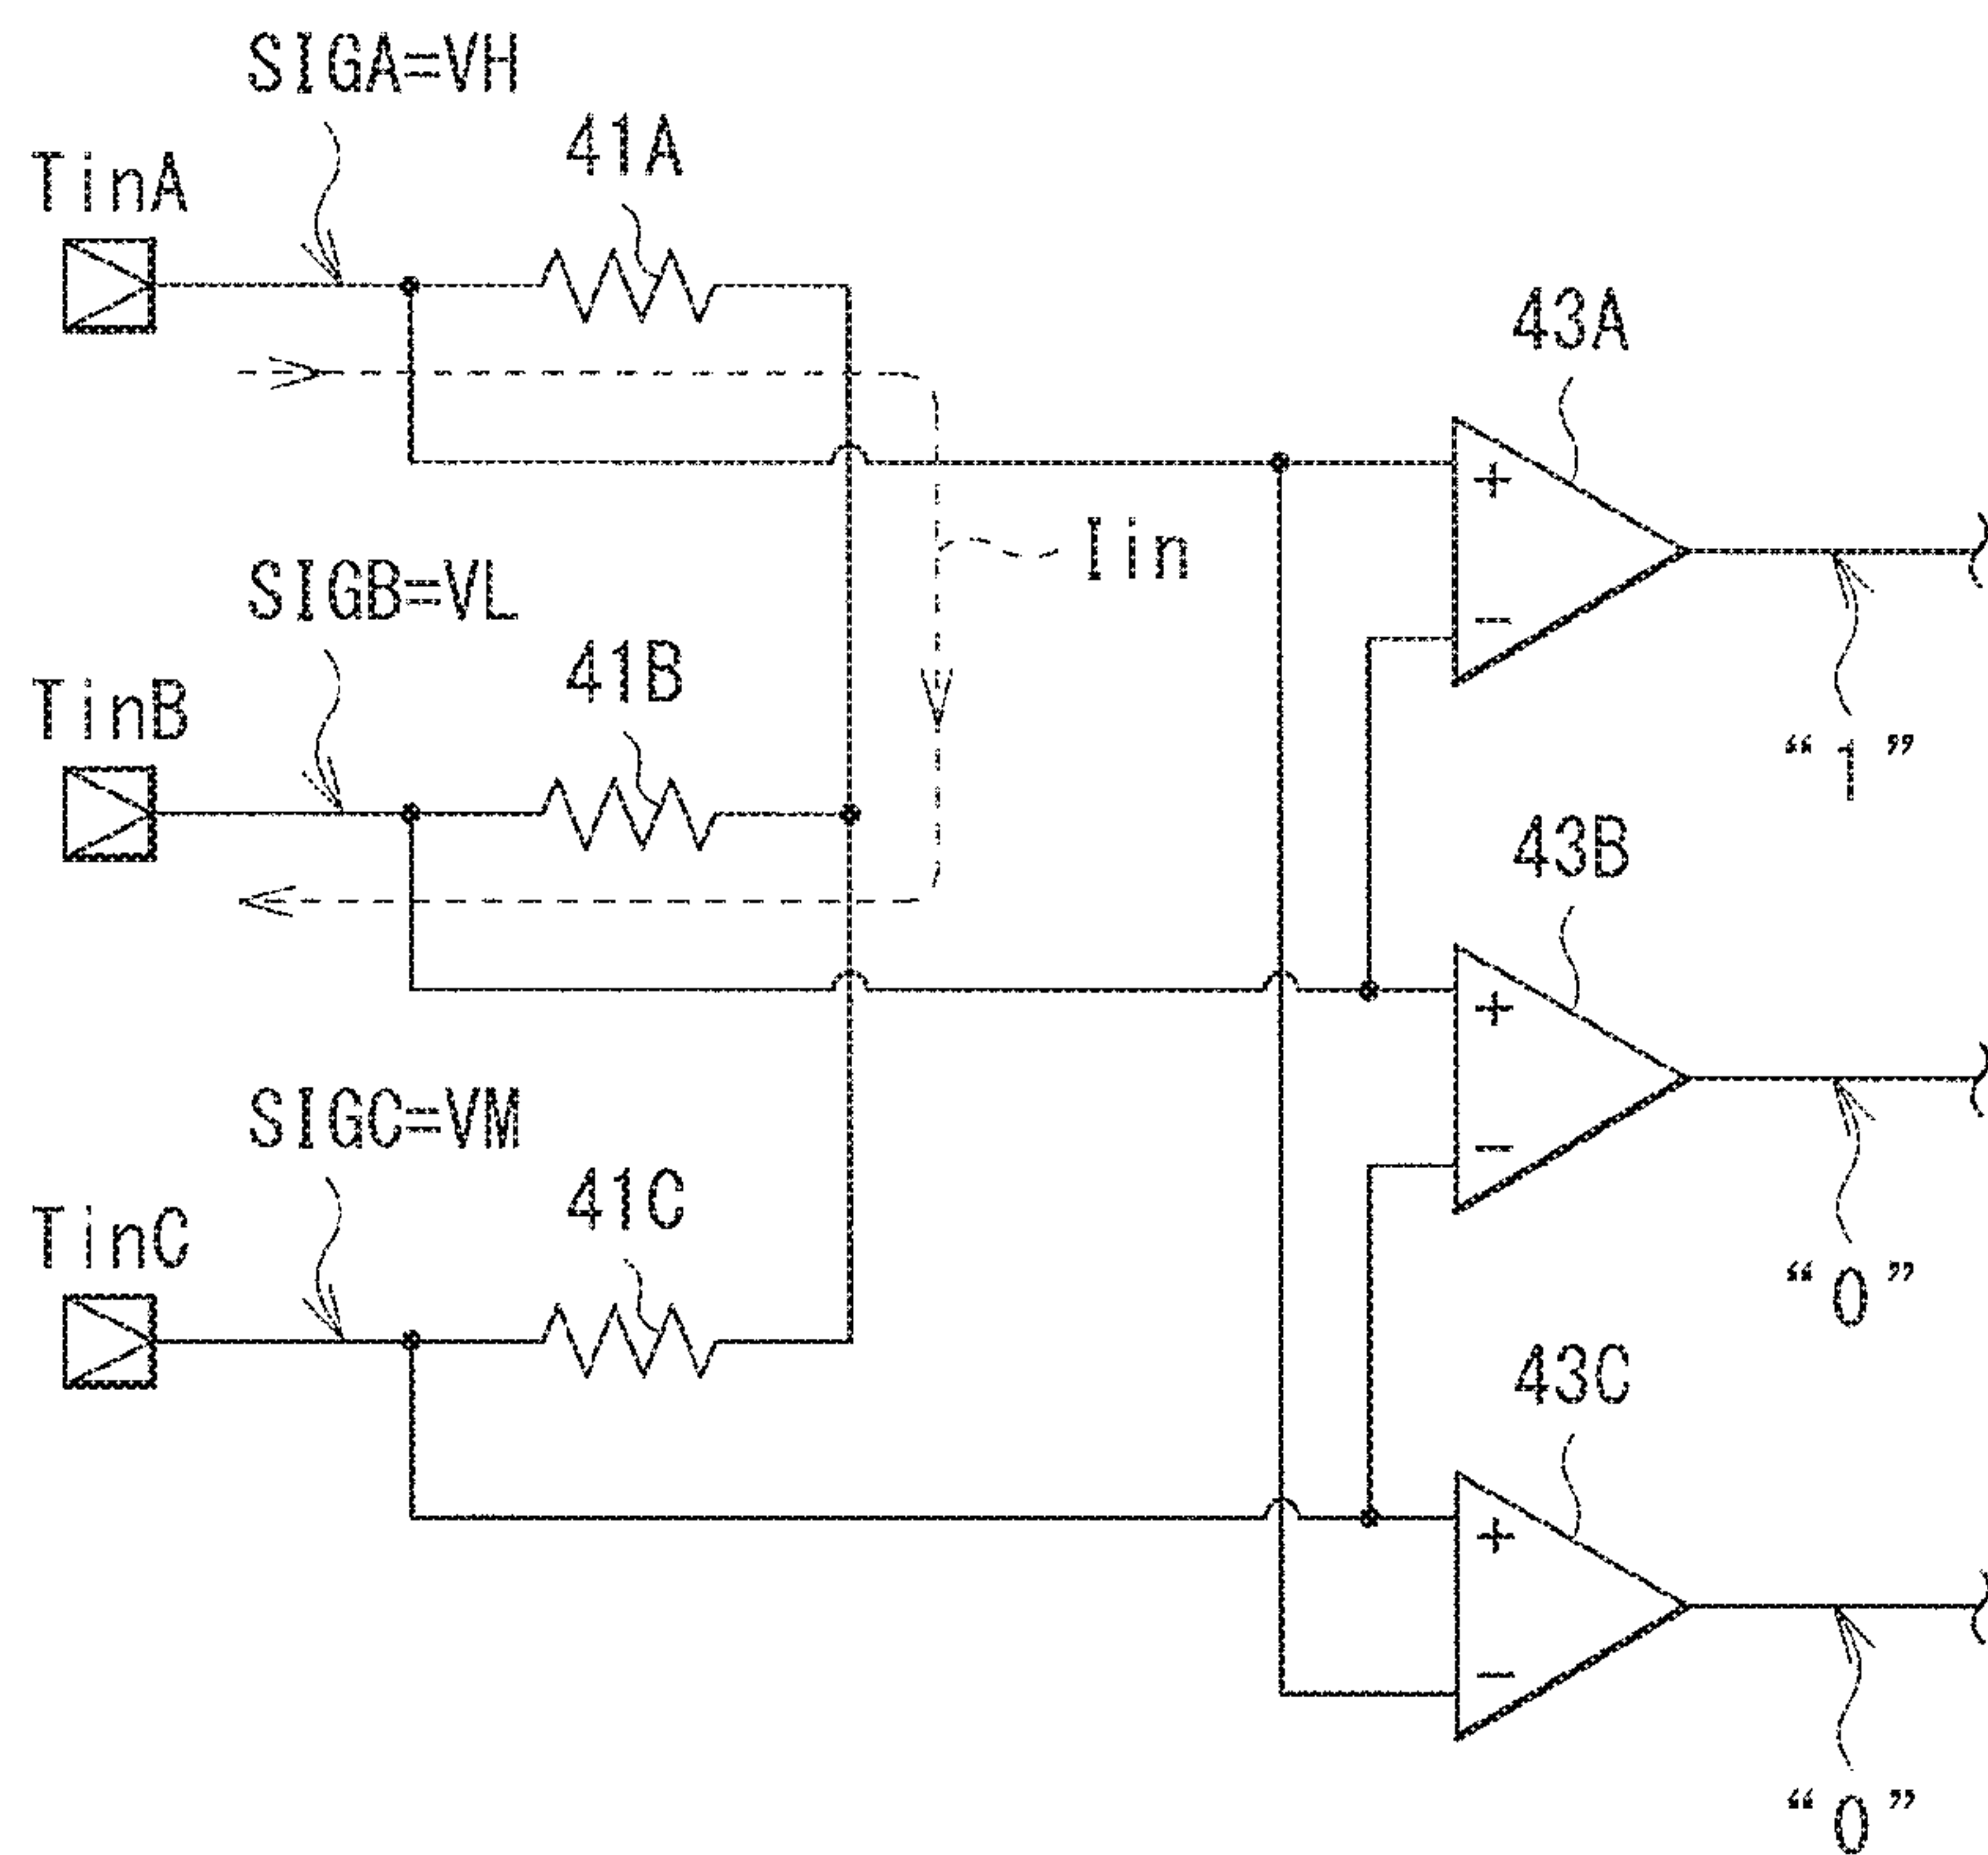 SIGA=VH
41A
TinA
43A
+
−
Iin
“1”
SIGB=VL
41B
TinB
43B
+
−
“0”
SIGC=VM
41C
TinC
43C
+
−
“0”